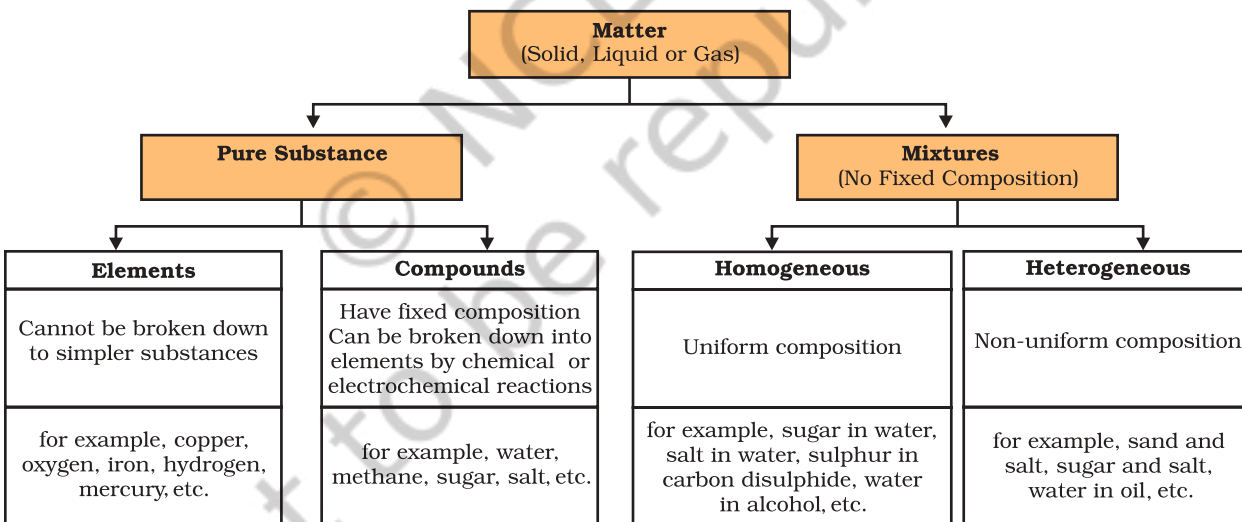 Matter
(Solid, Liquid or Gas)
Pure Substance
Mixtures
(No Fixed Composition)
Elements
Cannot be broken down
to simpler substances
for example, copper,
oxygen, iron, hydrogen,
mercury, etc.
Compounds
Have fixed composition
Can be broken down into
elements by chemical or
electrochemical reactions
for example, water,
methane, sugar, salt, etc.
Homogeneous
Uniform composition
for example, sugar in water,
salt in water, sulphur in
carbon disulphide, water
in alcohol, etc.
Heterogeneous
Non-uniform composition
for example, sand and
salt, sugar and salt,
water in oil, etc.
©
to be